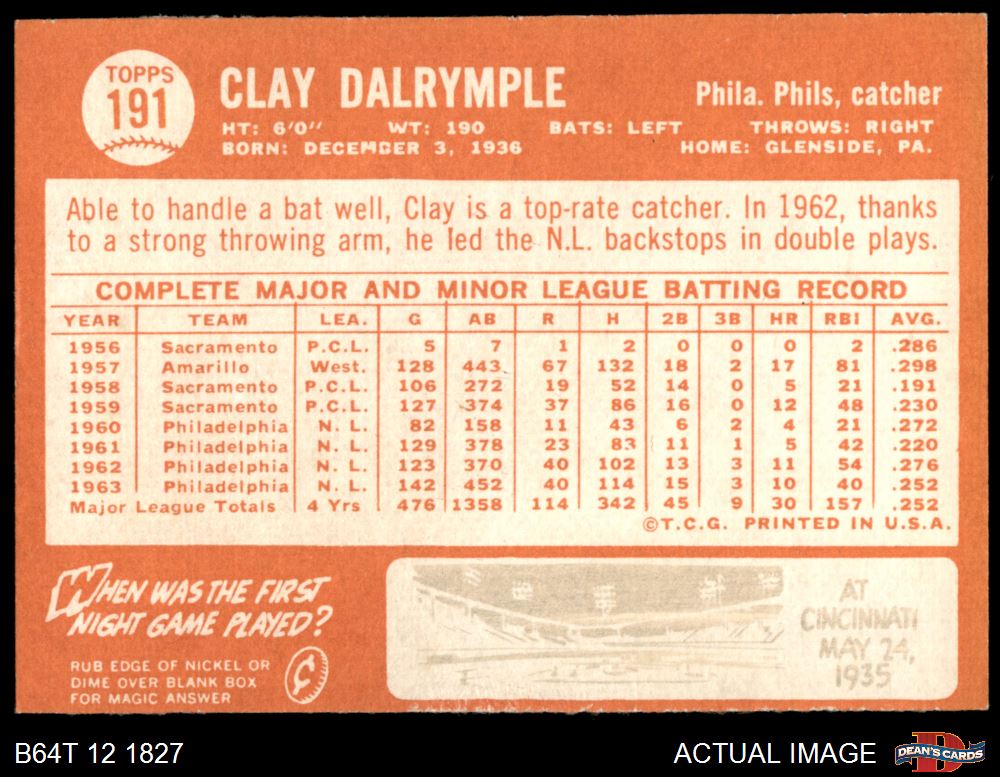 TOPPS
191
CLAY DALRYMPLE
Phila. Phils, catcher
HT: 6'0" WT: 190 BATS: LEFT THROWS: RIGHT
BORN: DECEMBER 3, 1936 HOME: GLENSIDE, PA.
Able to handle a bat well, Clay is a top-rate catcher. In 1962, thanks
to a strong throwing arm, he led the N.L. backstops in double plays.
COMPLETE MAJOR AND MINOR LEAGUE BATTING RECORD
YEAR TEAM LEA. G AB R H 2B 3B HR RBI AVG.
1956 Sacramento P.C.L. 5 7 1 2 0 0 0 2 .286
1957 Amarillo West. 128 443 67 132 18 2 17 81 .298
1958 Sacramento P.C.L. 106 272 19 52 14 0 5 21 .191
1959 Sacramento P.C.L. 127 374 37 86 16 0 12 48 .230
1960 Philadelphia N. L. 82 158 11 43 6 2 4 21 .272
1961 Philadelphia N. L. 129 378 23 83 11 1 5 42 .220
1962 Philadelphia N. L. 123 370 40 102 13 3 11 54 .276
1963 Philadelphia N. L. 142 452 40 114 15 3 10 40 .252
Major League Totals 4 Yrs 476 1358 114 342 45 9 30 157 .252
©T.C.G. PRINTED IN U.S.A.
WHEN WAS THE FIRST
NIGHT GAME PLAYED?
RUB EDGE OF NICKEL OR
DIME OVER BLANK BOX
FOR MAGIC ANSWER
¢
AT
CINCINNATI
MAY 24,
1935
B64T 12 1827
ACTUAL IMAGE
D
DEAN'S CARDS